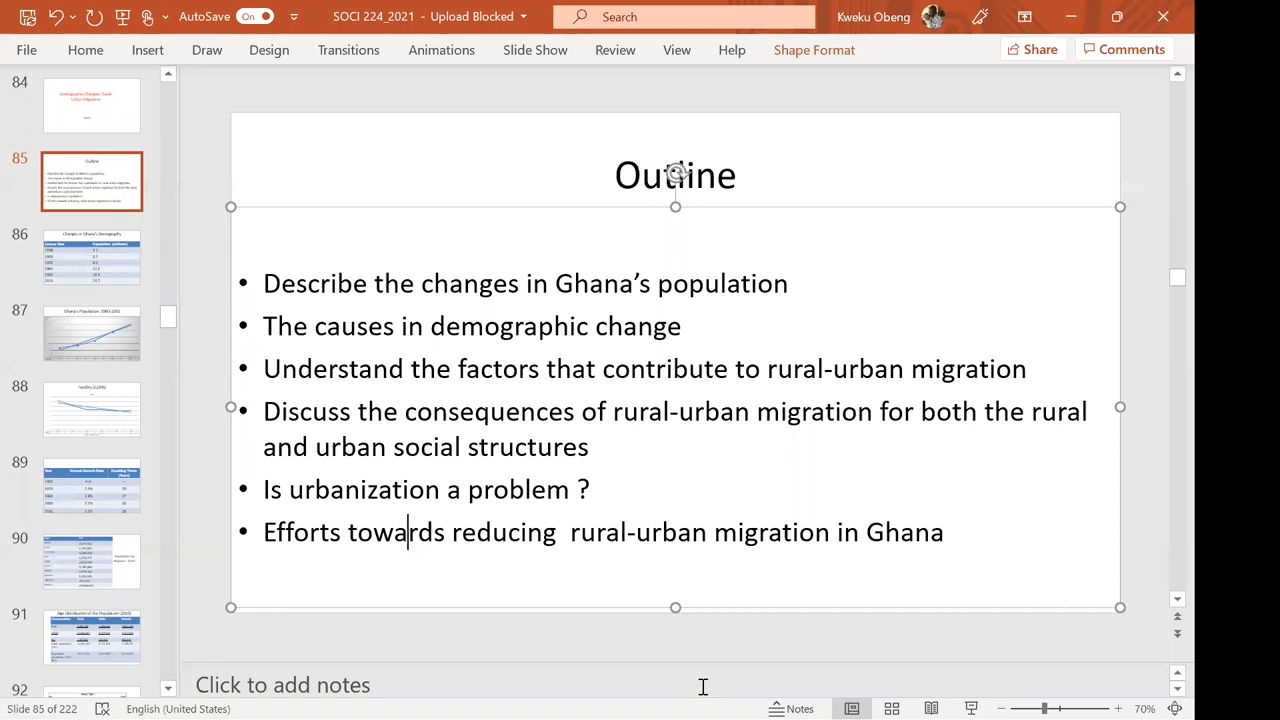 AutoSave On SOCI 224_2021 - Upload Blocked Search Kweku Obeng
File Home Insert Draw Design Transitions Animations Slide Show Review View Help Shape Format Share Comments
84
85
86
87
88
89
90
91
92
Outline
• Describe the changes in Ghana’s population
• The causes in demographic change
• Understand the factors that contribute to rural-urban migration
• Discuss the consequences of rural-urban migration for both the rural
and urban social structures
• Is urbanization a problem ?
• Efforts towards reducing  rural-urban migration in Ghana
Click to add notes
Slide 85 of 222 English (United States) Notes 70%